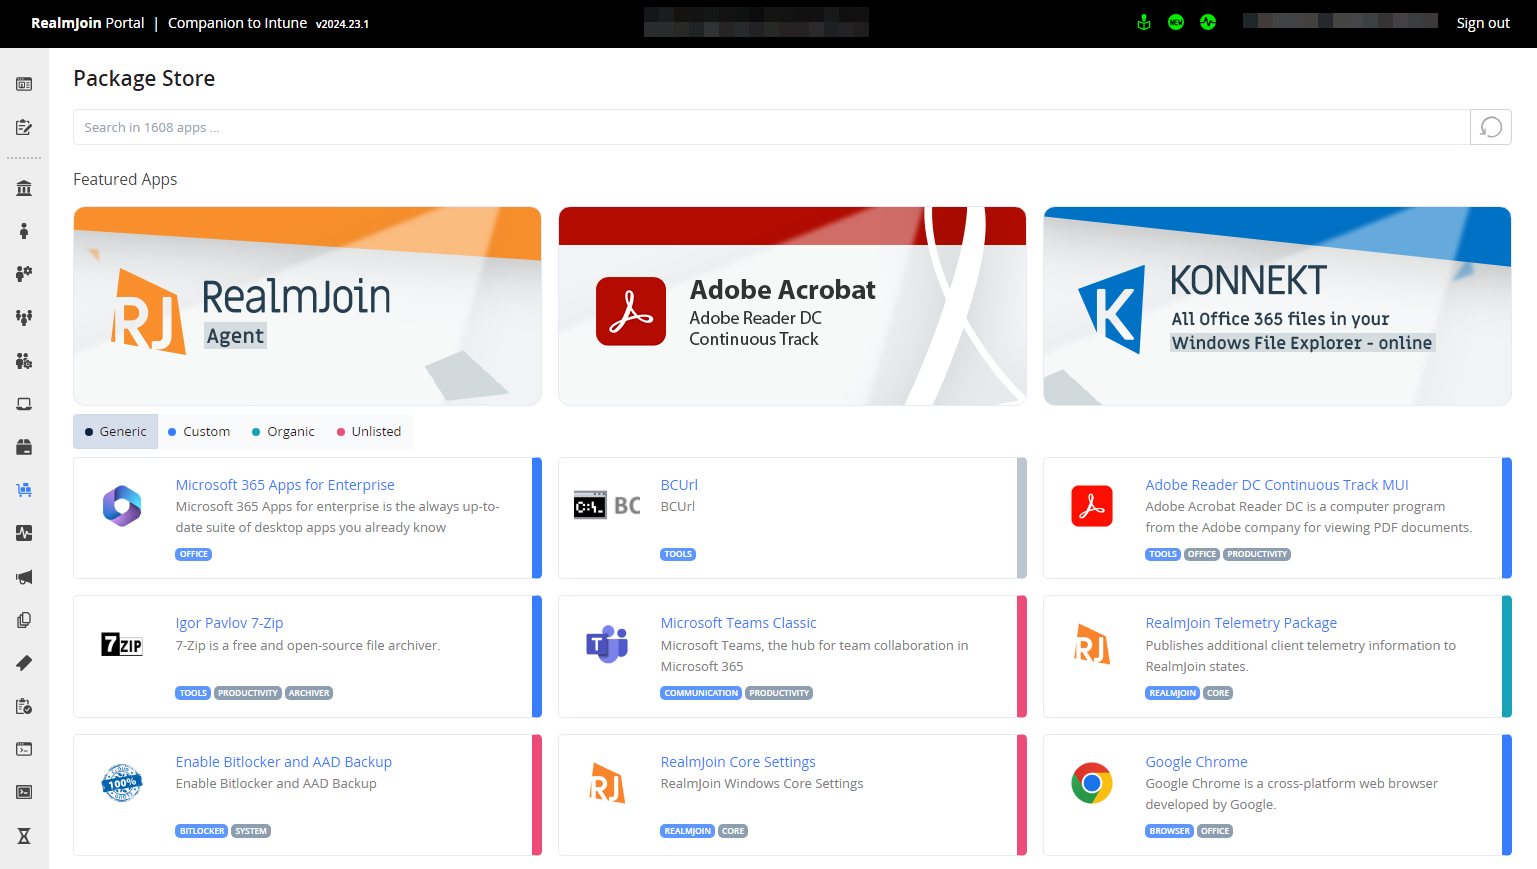 RealmJoin Portal | Companion to Intune v2024.23.1
NEW
Sign out
Package Store
Search in 1608 apps ...
Featured Apps
RJ
RealmJoin
Agent
Adobe Acrobat
Adobe Reader DC
Continuous Track
K
KONNEKT
All Office 365 files in your
Windows File Explorer - online
Generic
Custom
Organic
Unlisted
Microsoft 365 Apps for Enterprise
Microsoft 365 Apps for enterprise is the always up-to-
date suite of desktop apps you already know
OFFICE
C:\_ BC
BCUrl
BCUrl
TOOLS
Adobe Reader DC Continuous Track MUI
Adobe Acrobat Reader DC is a computer program
from the Adobe company for viewing PDF documents.
TOOLS OFFICE PRODUCTIVITY
7ZIP
Igor Pavlov 7-Zip
7-Zip is a free and open-source file archiver.
TOOLS PRODUCTIVITY ARCHIVER
T
Microsoft Teams Classic
Microsoft Teams, the hub for team collaboration in
Microsoft 365
COMMUNICATION PRODUCTIVITY
RJ
RealmJoin Telemetry Package
Publishes additional client telemetry information to
RealmJoin states.
REALMJOIN CORE
100%
Enable Bitlocker and AAD Backup
Enable Bitlocker and AAD Backup
BITLOCKER SYSTEM
RJ
RealmJoin Core Settings
RealmJoin Windows Core Settings
REALMJOIN CORE
Google Chrome
Google Chrome is a cross-platform web browser
developed by Google.
BROWSER OFFICE